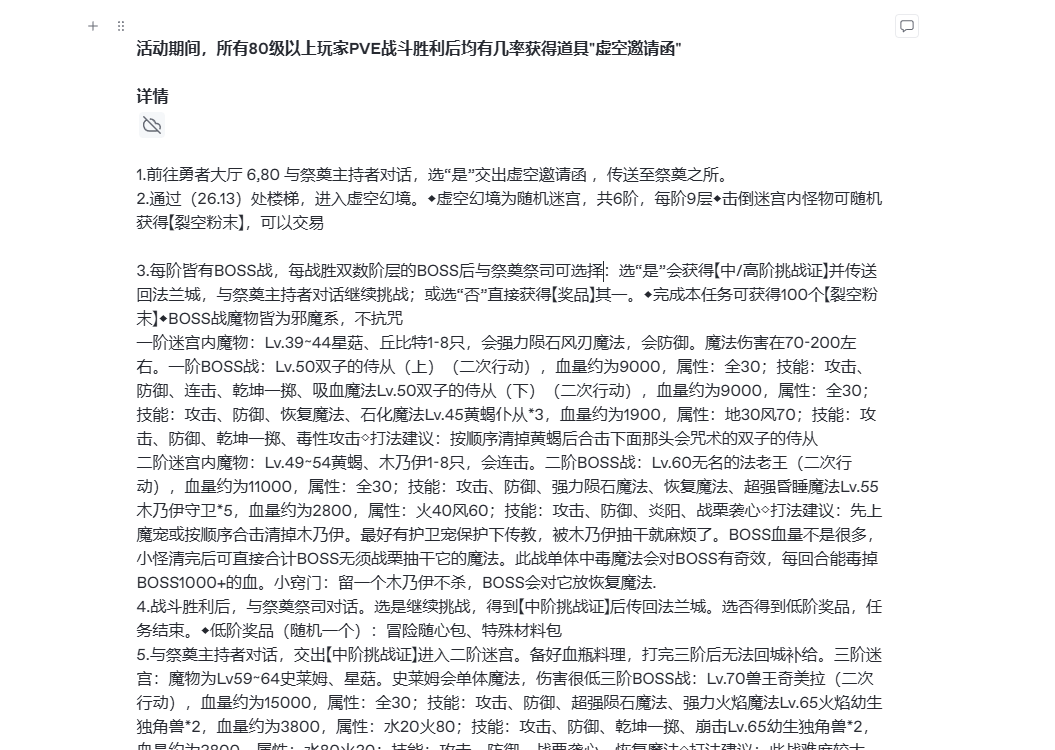 活动期间，所有80级以上玩家PVE战斗胜利后均有几率获得道具"虚空邀请函"
详情
1.前往勇者大厅 6,80 与祭奠主持者对话，选“是”交出虚空邀请函 ，传送至祭奠之所。
2.通过（26.13）处楼梯，进入虚空幻境。◆虚空幻境为随机迷宫，共6阶，每阶9层◆击倒迷宫内怪物可随机
获得【裂空粉末】，可以交易
3.每阶皆有BOSS战，每战胜双数阶层的BOSS后与祭奠祭司可选择：选“是”会获得【中/高阶挑战证】并传送
回法兰城，与祭奠主持者对话继续挑战；或选“否”直接获得【奖品】其一。◆完成本任务可获得100个【裂空粉
末】◆BOSS战魔物皆为邪魔系，不抗咒
一阶迷宫内魔物：Lv.39~44星菇、丘比特1-8只，会强力陨石风刃魔法，会防御。魔法伤害在70-200左
右。一阶BOSS战：Lv.50双子的侍从（上）（二次行动），血量约为9000，属性：全30；技能：攻击、
防御、连击、乾坤一掷、吸血魔法Lv.50双子的侍从（下）（二次行动），血量约为9000，属性：全30；
技能：攻击、防御、恢复魔法、石化魔法Lv.45黄蝎仆从*3，血量约为1900，属性：地30风70；技能：攻
击、防御、乾坤一掷、毒性攻击◇打法建议：按顺序清掉黄蝎后合击下面那头会咒术的双子的侍从
二阶迷宫内魔物：Lv.49~54黄蝎、木乃伊1-8只，会连击。二阶BOSS战：Lv.60无名的法老王（二次行
动），血量约为11000，属性：全30；技能：攻击、防御、强力陨石魔法、恢复魔法、超强昏睡魔法Lv.55
木乃伊守卫*5，血量约为2800，属性：火40风60；技能：攻击、防御、炎阳、战栗袭心◇打法建议：先上
魔宠或按顺序合击清掉木乃伊。最好有护卫宠保护下传教，被木乃伊抽干就麻烦了。BOSS血量不是很多，
小怪清完后可直接合计BOSS无须战栗抽干它的魔法。此战单体中毒魔法会对BOSS有奇效，每回合能毒掉
BOSS1000+的血。小窍门：留一个木乃伊不杀，BOSS会对它放恢复魔法.
4.战斗胜利后，与祭奠祭司对话。选是继续挑战，得到【中阶挑战证】后传回法兰城。选否得到低阶奖品，任
务结束。◆低阶奖品（随机一个）：冒险随心包、特殊材料包
5.与祭奠主持者对话，交出【中阶挑战证】进入二阶迷宫。备好血瓶料理，打完三阶后无法回城补给。三阶迷
宫：魔物为Lv59~64史莱姆、星菇。史莱姆会单体魔法，伤害很低三阶BOSS战：Lv.70兽王奇美拉（二次
行动），血量约为15000，属性：全30；技能：攻击、防御、超强陨石魔法、强力火焰魔法Lv.65火焰幼生
独角兽*2，血量约为3800，属性：水20火80；技能：攻击、防御、乾坤一掷、崩击Lv.65幼生独角兽*2，
血量约为3800，属性：水80火20；技能：攻击、防御、战栗袭心、恢复魔法◇打法建议：此战难度较大，